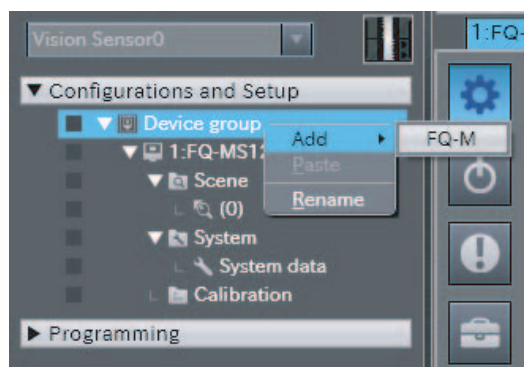 Vision Sensor0
1:FQ-
Configurations and Setup
Device group
Add
FQ-M
1:FQ-MS12
Paste
Scene
Rename
(0)
System
System data
Calibration
Programming